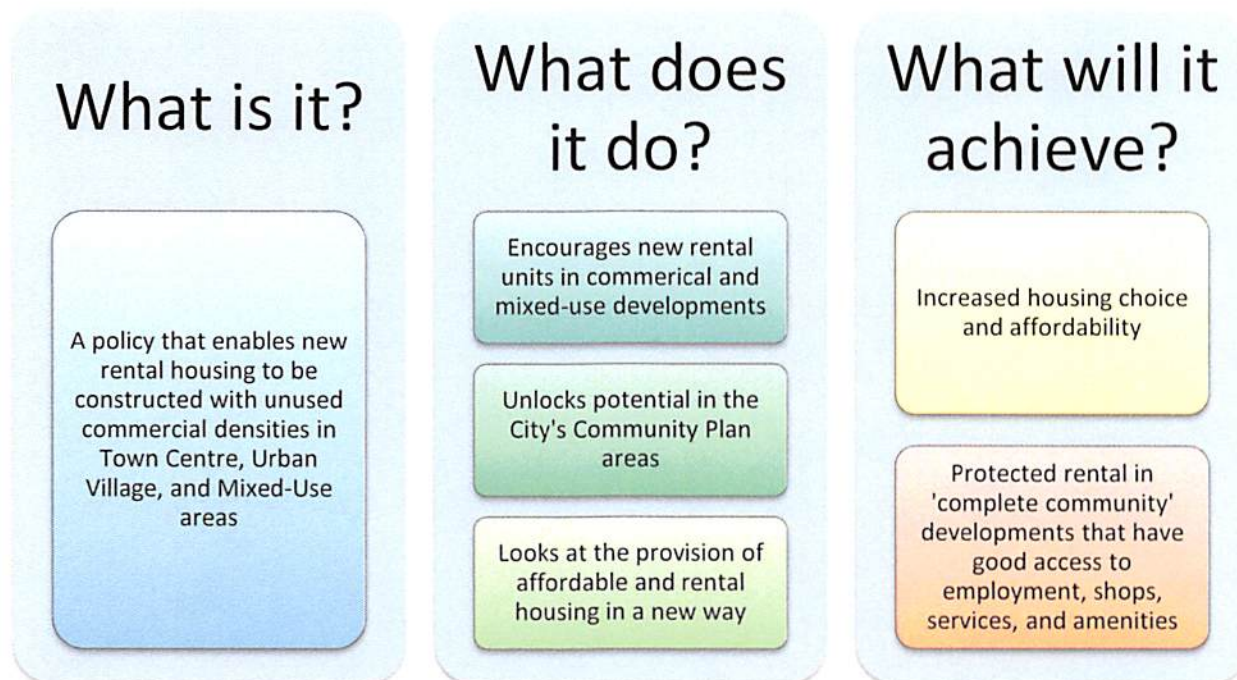 What is it?
A policy that enables new
rental housing to be
constructed with unused
commercial densities in
Town Centre, Urban
Village, and Mixed-Use
areas
What does
it do?
Encourages new rental
units in commerical and
mixed-use developments
Unlocks potential in the
City's Community Plan
areas
Looks at the provision of
affordable and rental
housing in a new way
What will it
achieve?
Increased housing choice
and affordability
Protected rental in
'complete community'
developments that have
good access to
employment, shops,
services, and amenities